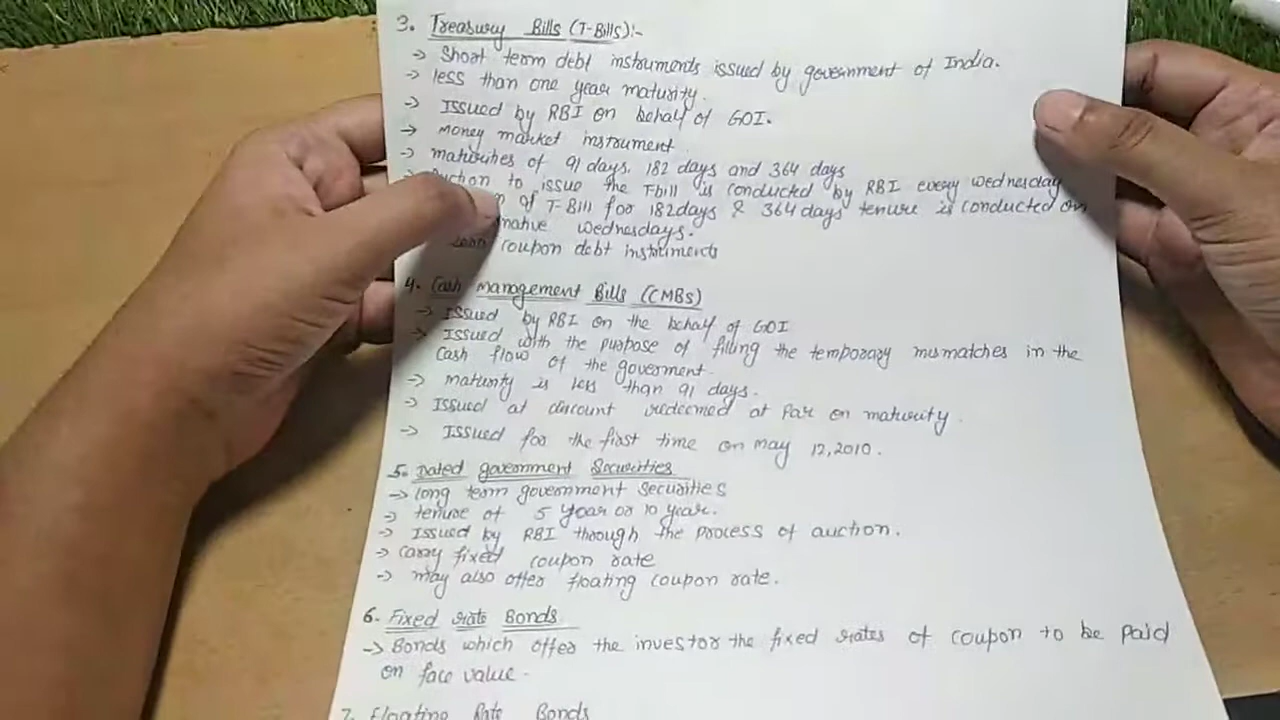 3. Treasury Bills (T-Bills):-
→ Short term debt instruments issued by government of India.
→ less than one year maturity.
→ Issued by RBI on behalf of GOI.
→ Money market instrument
→ maturities of 91 days, 182 days and 364 days
→ Auction to issue the Tbill is conducted by RBI every Wednesday
of T-Bill for 182days & 364days tenure is conducted on
Wednesdays.
coupon debt instruments
4. Cash management Bills (CMBs)
→ Issued by RBI on the behalf of GOI
→ Issued with the purpose of filling the temporary mismatches in the
cash flow of the goverment.
→ maturity is less than 91 days.
→ Issued at discount redeemed at Par on maturity.
→ Issued for the first time on may 12,2010.
5. Dated government Securities
→ long term government securities
→ tenure of 5 year or 10 year.
→ Issued by RBI through the process of auction.
→ Carry fixed coupon rate
→ may also offer floating coupon rate.
6. Fixed rate Bonds
→ Bonds which offer the investor the fixed rates of coupon to be paid
on face value.
7. Floating Rate Bonds